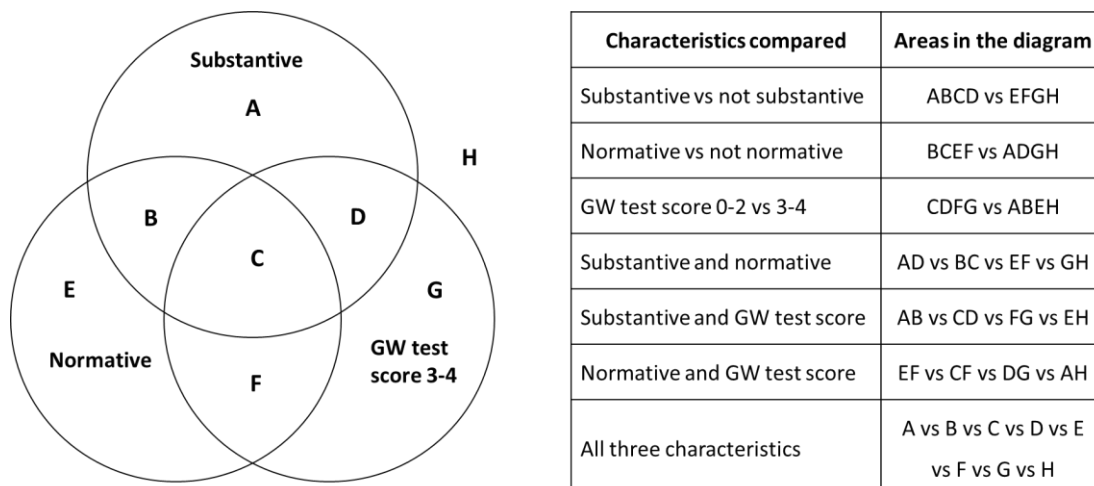 Substantive
A
H
B
D
C
E
G
Normative
GW test
score 3-4
F
Characteristics compared Areas in the diagram
Substantive vs not substantive ABCD vs EFGH
Normative vs not normative BCEF vs ADGH
GW test score 0-2 vs 3-4 CDFG vs ABEH
Substantive and normative AD vs BC vs EF vs GH
Substantive and GW test score AB vs CD vs FG vs EH
Normative and GW test score EF vs CF vs DG vs AH
All three characteristics A vs B vs C vs D vs E
vs F vs G vs H